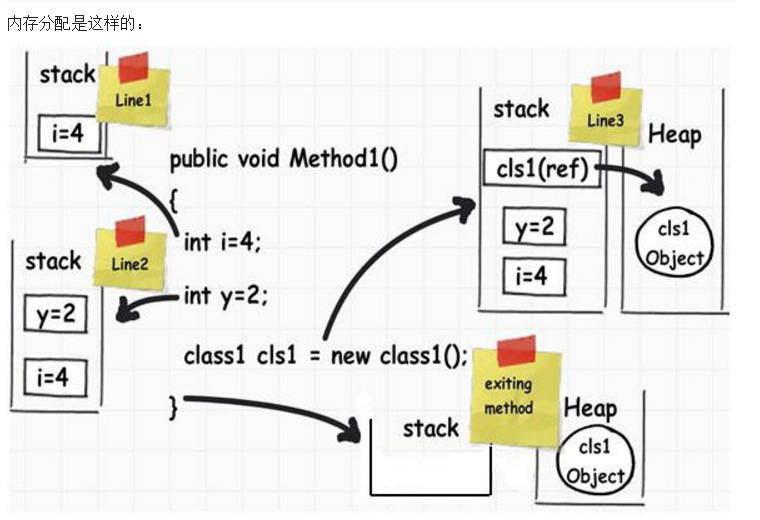 内存分配是这样的：
stack
Line1
i=4
public void Method1()
{
int i=4;
int y=2;
class1 cls1 = new class1();
}
stack
Line2
y=2
i=4
stack
Line3
Heap
cls1(ref)
y=2
i=4
cls1
Object
exiting
method
stack
Heap
cls1
Object